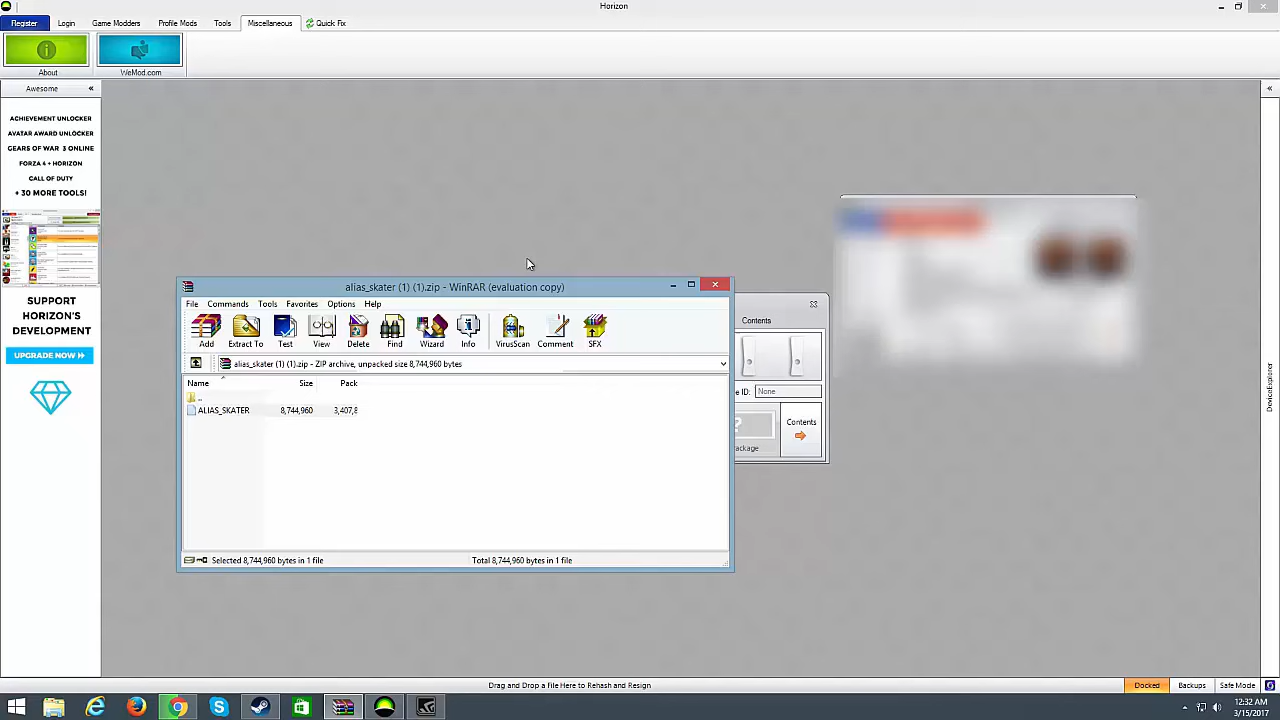 Horizon
Register Login Game Modders Profile Mods Tools Miscellaneous Quick Fix
About WeMod.com
Awesome «
«
ACHIEVEMENT UNLOCKER
AVATAR AWARD UNLOCKER
GEARS OF WAR 3 ONLINE
FORZA 4 + HORIZON
CALL OF DUTY
+ 30 MORE TOOLS!
SUPPORT
HORIZON'S
DEVELOPMENT
UPGRADE NOW >>
alias_skater (1) (1).zip - WinRAR (evaluation copy)
File Commands Tools Favorites Options Help
Add Extract To Test View Delete Find Wizard Info VirusScan Comment SFX
alias_skater (1) (1).zip - ZIP archive, unpacked size 8,744,960 bytes
Name Size Pack
..
ALIAS_SKATER 8,744,960 3,407,8
Selected 8,744,960 bytes in 1 file Total 8,744,960 bytes in 1 file
Contents
e ID: None
Contents
ackage
DeviceExplorer
Drag and Drop a File Here to Rehash and Resign
Docked Backups Safe Mode
12:32 AM
3/15/2017